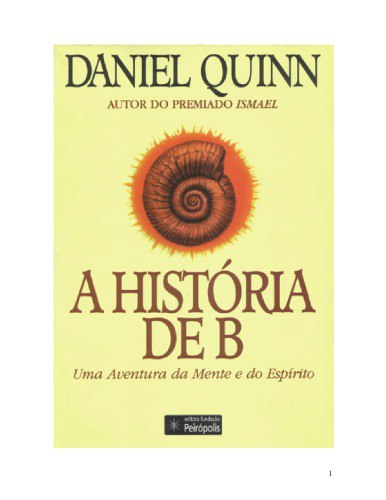 DANIEL QUINN
AUTOR DO PREMIADO ISMAEL
A HISTÓRIA
DE B
Uma Aventura da Mente e do Espírito
editora fundação
Peirópolis
1